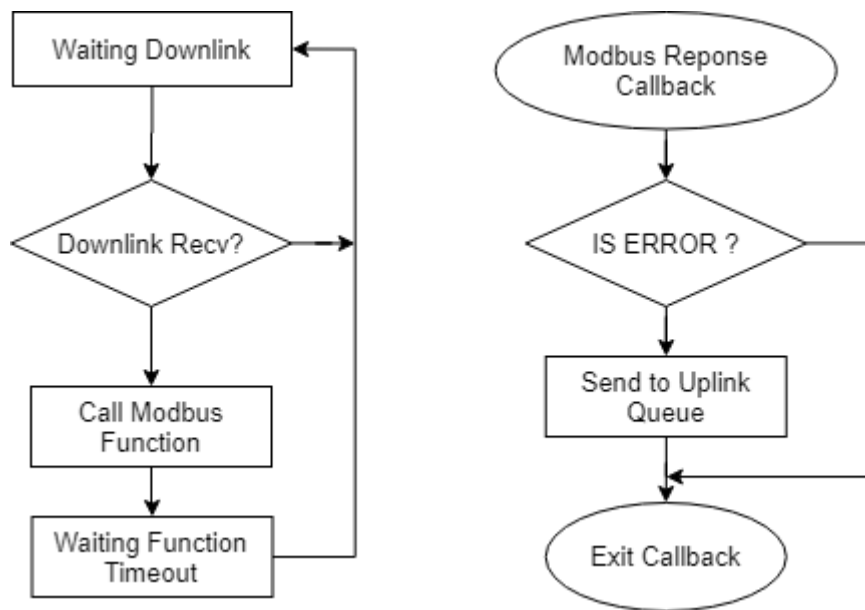 Waiting Downlink
Downlink Recv?
Call Modbus
Function
Waiting Function
Timeout
Modbus Reponse
Callback
IS ERROR ?
Send to Uplink
Queue
Exit Callback